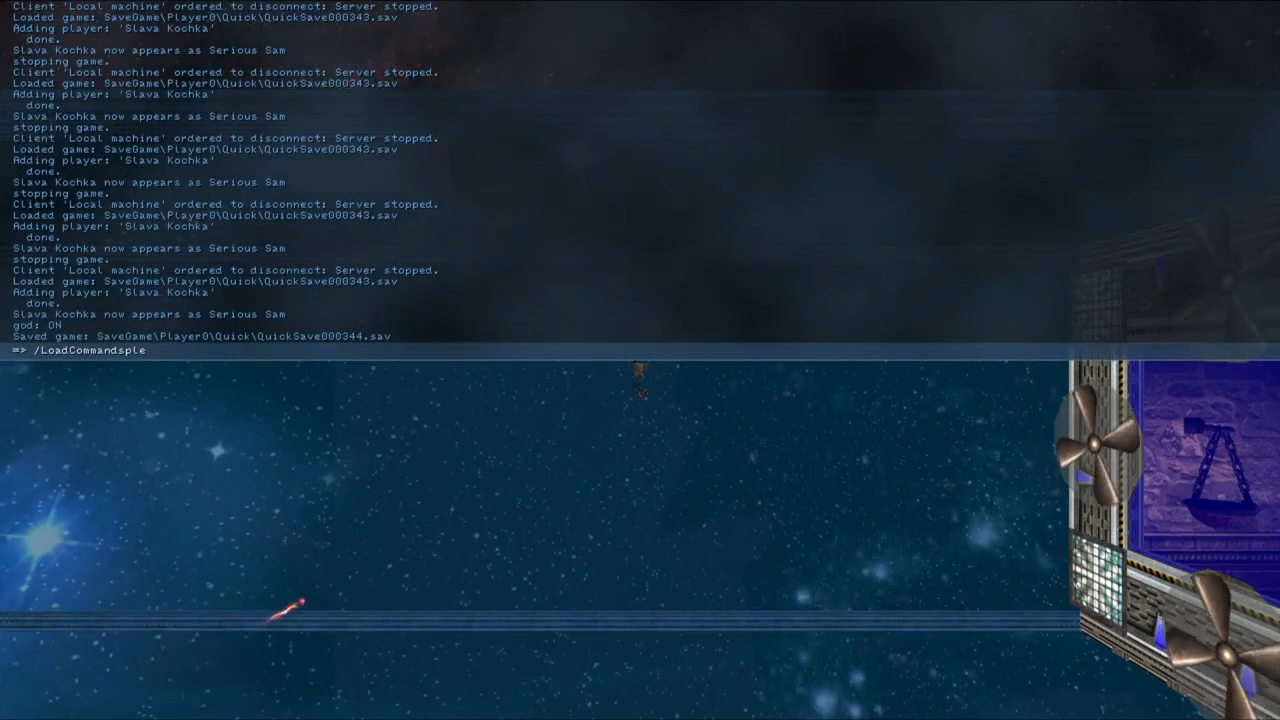 Client 'Local machine' ordered to disconnect: Server stopped.
Loaded game: SaveGame\Player0\Quick\QuickSave000343.sav
Adding player: 'Slava Kochka'
done.
Slava Kochka now appears as Serious Sam
stopping game.
Client 'Local machine' ordered to disconnect: Server stopped.
Loaded game: SaveGame\Player0\Quick\QuickSave000343.sav
Adding player: 'Slava Kochka'
done.
Slava Kochka now appears as Serious Sam
stopping game.
Client 'Local machine' ordered to disconnect: Server stopped.
Loaded game: SaveGame\Player0\Quick\QuickSave000343.sav
Adding player: 'Slava Kochka'
done.
Slava Kochka now appears as Serious Sam
stopping game.
Client 'Local machine' ordered to disconnect: Server stopped.
Loaded game: SaveGame\Player0\Quick\QuickSave000343.sav
Adding player: 'Slava Kochka'
done.
Slava Kochka now appears as Serious Sam
stopping game.
Client 'Local machine' ordered to disconnect: Server stopped.
Loaded game: SaveGame\Player0\Quick\QuickSave000343.sav
Adding player: 'Slava Kochka'
done.
Slava Kochka now appears as Serious Sam
god: ON
Saved game: SaveGame\Player0\Quick\QuickSave000344.sav
=> /LoadCommandsple